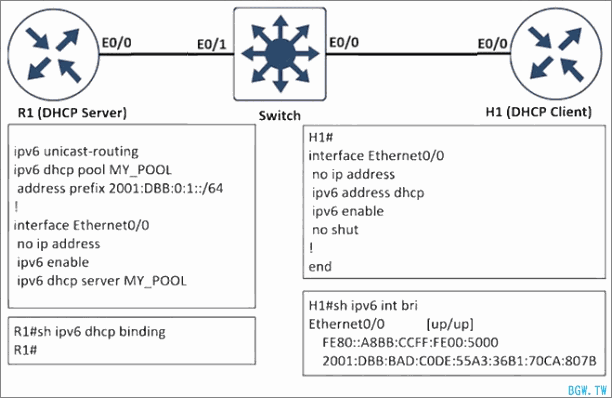 E0/0
E0/1
E0/0
E0/0
R1 (DHCP Server)
Switch
H1 (DHCP Client)
ipv6 unicast-routing
ipv6 dhcp pool MY_POOL
address prefix 2001:DBB:0:1::/64
!
interface Ethernet0/0
no ip address
ipv6 enable
ipv6 dhcp server MY_POOL
H1#
interface Ethernet0/0
no ip address
ipv6 address dhcp
ipv6 enable
no shut
!
end
R1#sh ipv6 dhcp binding
R1#
H1#sh ipv6 int bri
Ethernet0/0 [up/up]
FE80::A8BB:CCFF:FE00:5000
2001:DBB:BAD:C0DE:55A3:36B1:70CA:807B
BGW.TW